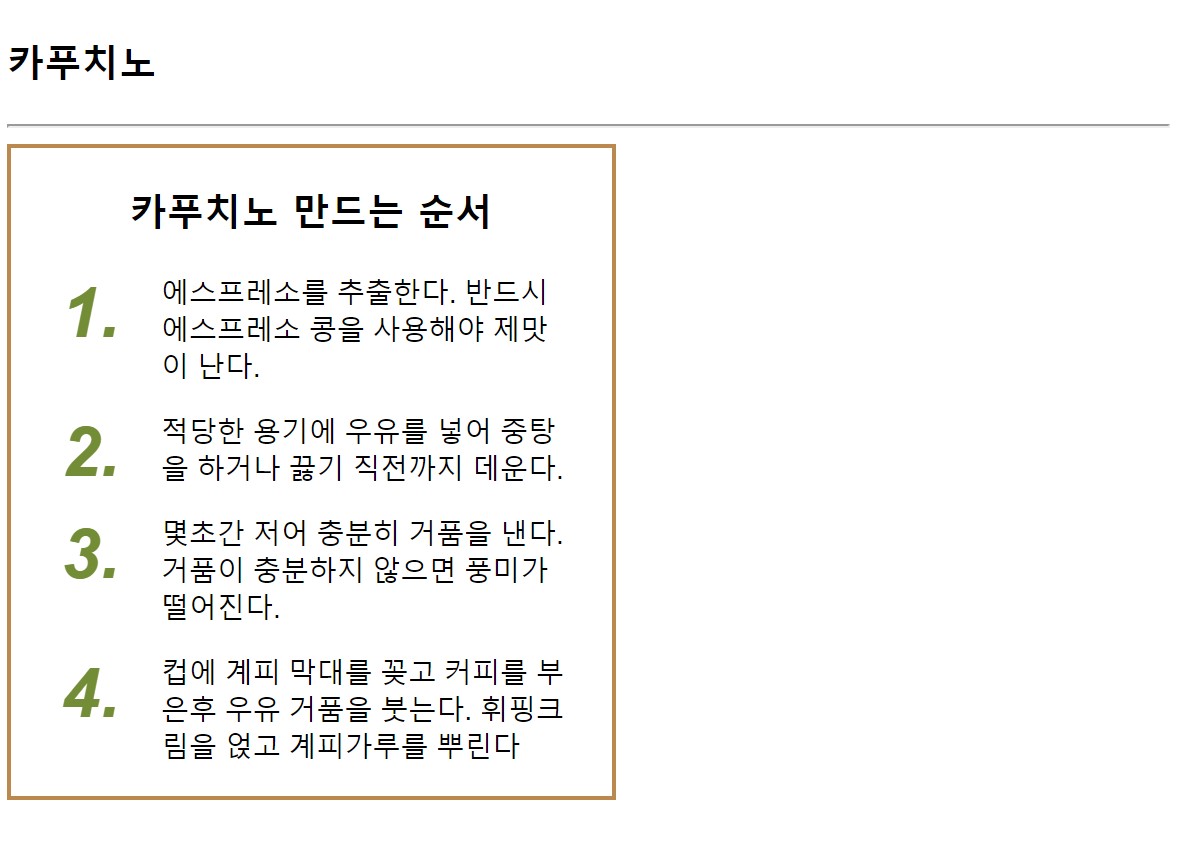 카푸치노
카푸치노 만드는 순서
1. 에스프레소를 추출한다. 반드시
에스프레소 콩을 사용해야 제맛
이 난다.
2. 적당한 용기에 우유를 넣어 중탕
을 하거나 끓기 직전까지 데운다.
3. 몇초간 저어 충분히 거품을 낸다.
거품이 충분하지 않으면 풍미가
떨어진다.
4. 컵에 계피 막대를 꽂고 커피를 부
은후 우유 거품을 붓는다. 휘핑크
림을 얹고 계피가루를 뿌린다